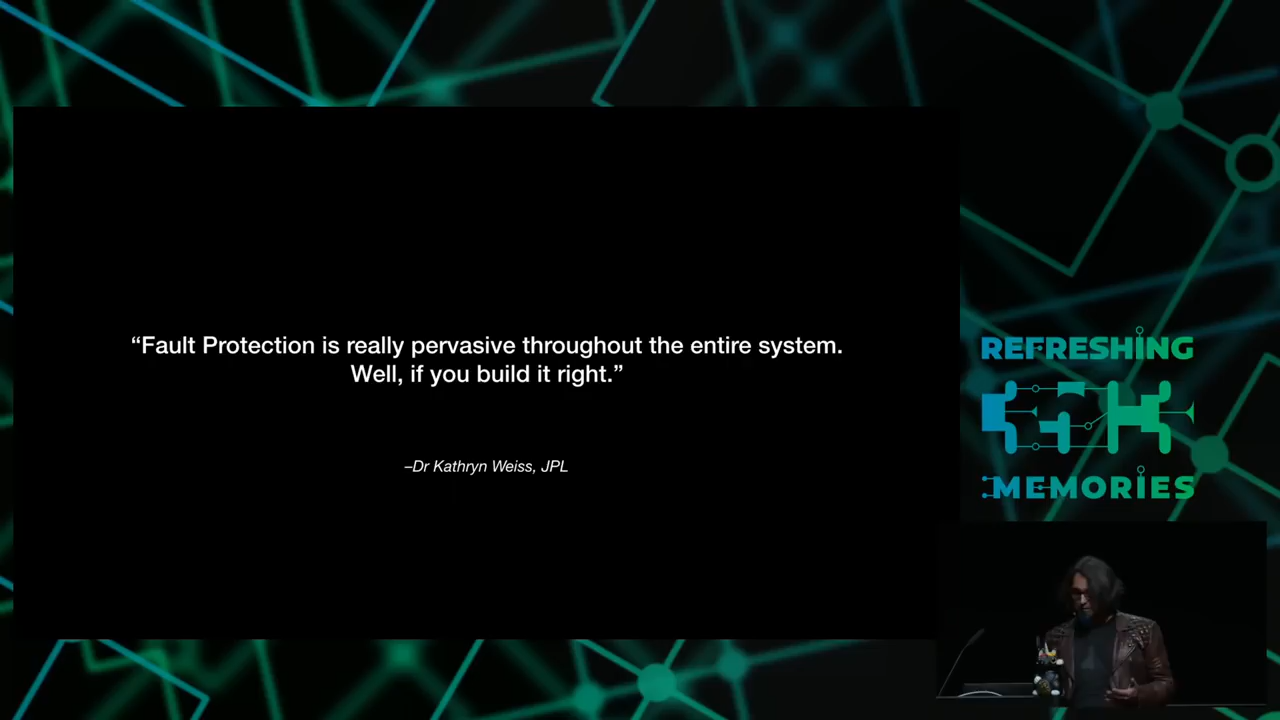 “Fault Protection is really pervasive throughout the entire system.
Well, if you build it right.”
–Dr Kathryn Weiss, JPL
REFRESHING
GPN
MEMORIES